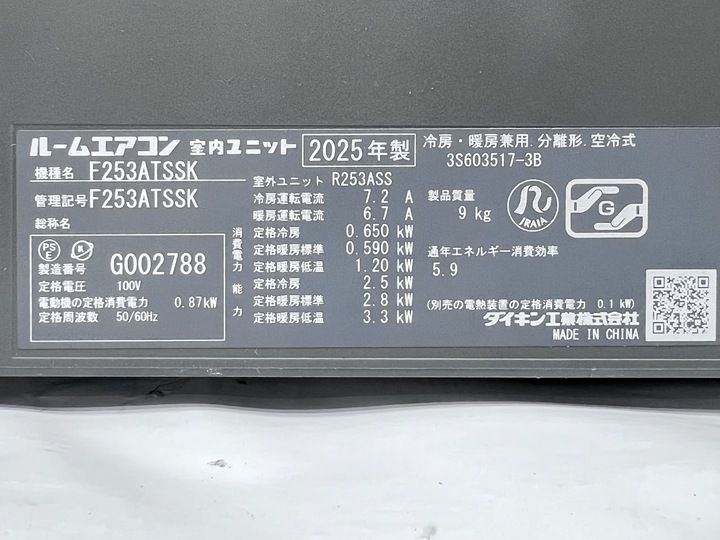 ルームエアコン 室内ユニット 2025年製
冷房・暖房兼用.分離形.空冷式
3S603517-3B
機種名 F253ATSSK
管理記号 F253ATSSK
総称名
PS
E
製造番号 G002788
定格電圧 100V
電動機の定格消費電力 0.87kW
定格周波数 50/60Hz
室外ユニット R253ASS
冷房運転電流 7.2 A
暖房運転電流 6.7 A
消費電力
定格冷房 0.650 kW
定格暖房標準 0.590 kW
定格暖房低温 1.20 kW
能力
定格冷房 2.5 kW
定格暖房標準 2.8 kW
定格暖房低温 3.3 kW
製品質量
9 kg
JRAIA
G
通年エネルギー消費効率
5.9
(別売の電熱装置の定格消費電力 0.1 kW)
ダイキン工業株式会社
MADE IN CHINA